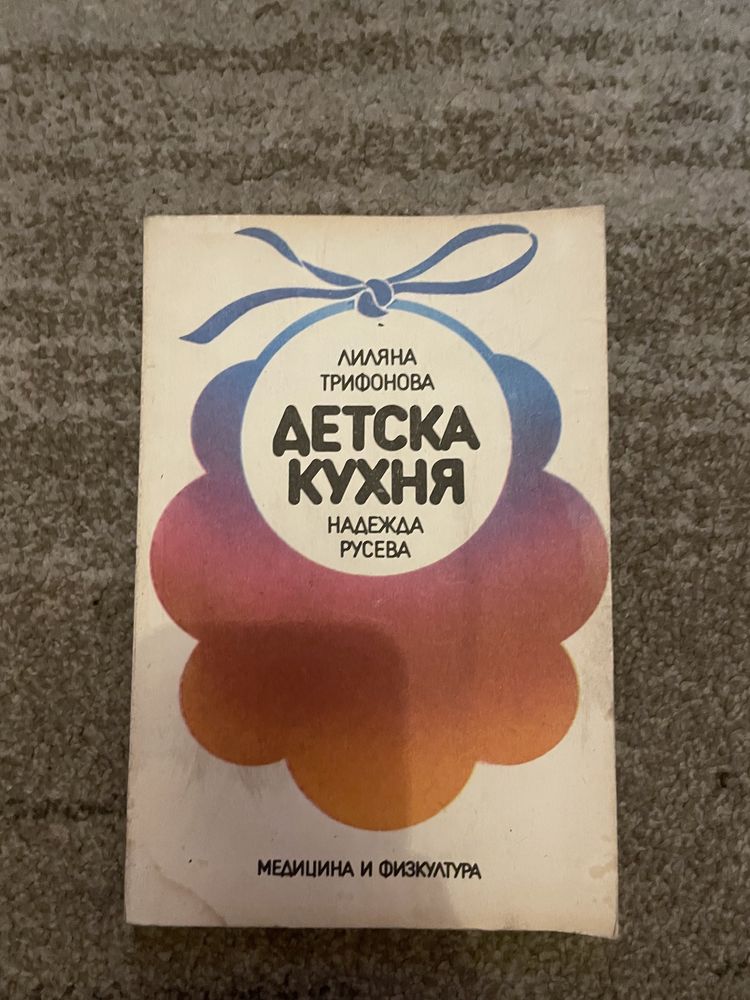 ЛИЛЯНА
ТРИФОНОВА
ДЕТСКА
КУХНЯ
НАДЕЖДА
РУСЕВА
МЕДИЦИНА И ФИЗКУЛТУРА